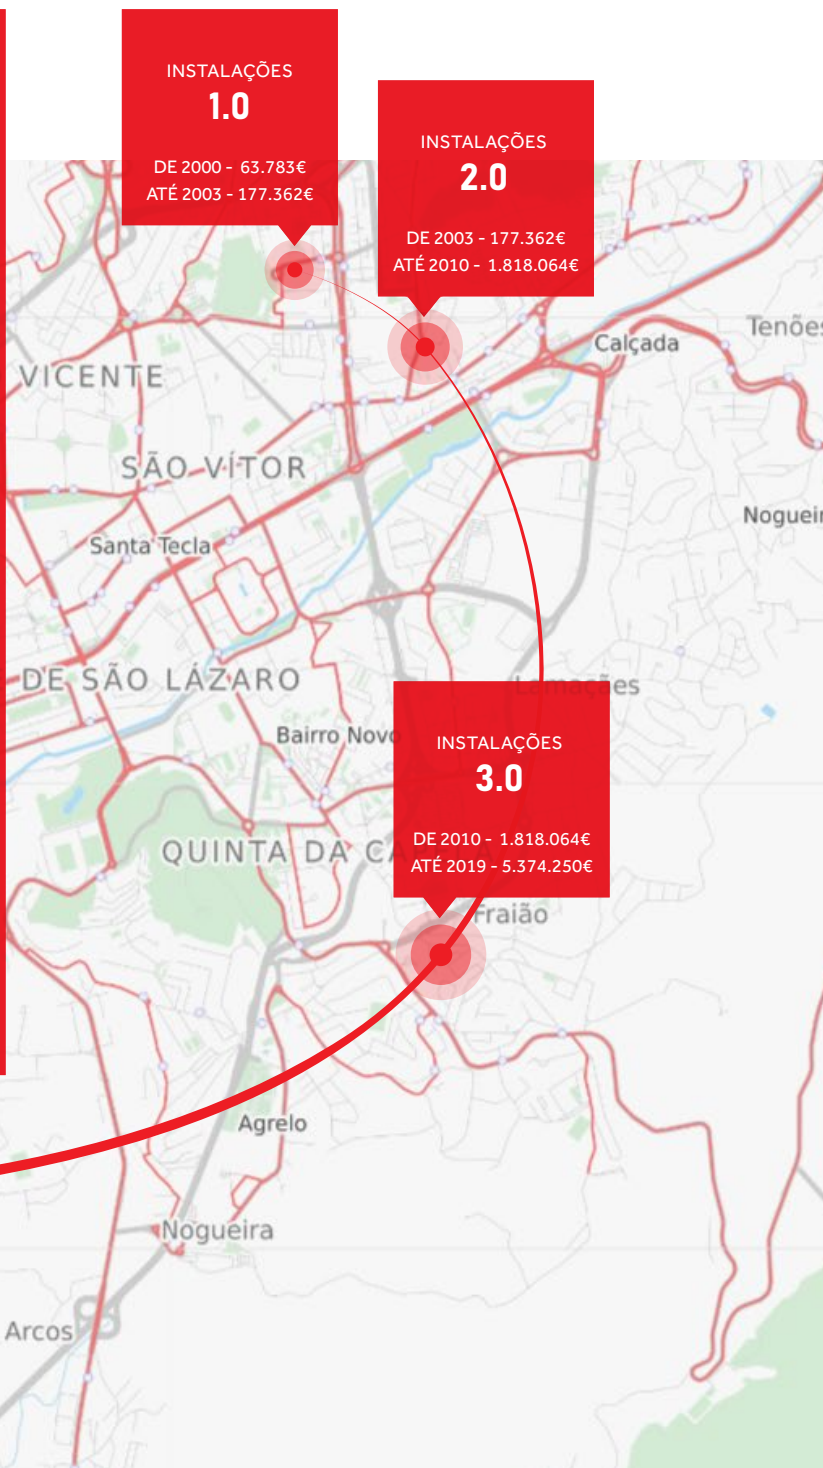 INSTALAÇÕES
1.0
DE 2000 - 63.783€
ATÉ 2003 - 177.362€
INSTALAÇÕES
2.0
DE 2003 - 177.362€
ATÉ 2010 - 1.818.064€
Tenões
Calçada
VICENTE
SÃO VÍTOR
Noguei
Santa Tecla
DE SÃO LÁZARO
Lamaçães
Bairro Novo
INSTALAÇÕES
3.0
DE 2010 - 1.818.064€
ATÉ 2019 - 5.374.250€
QUINTA DA CAPELA
Fraião
Agrelo
Nogueira
Arcos